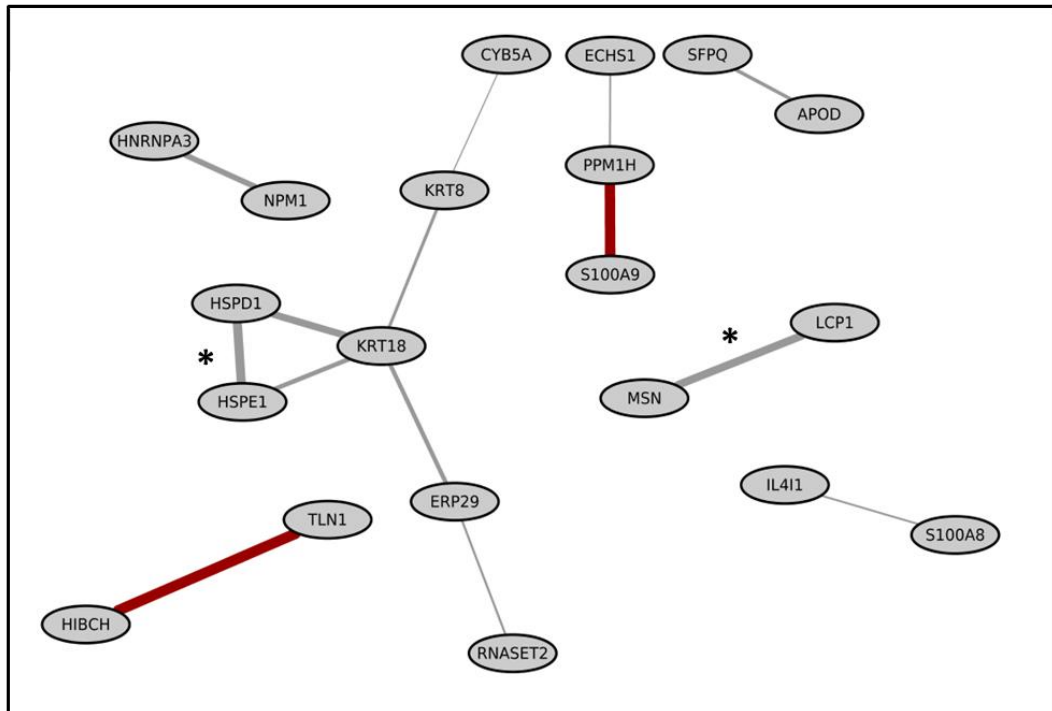 CYB5A
ECHS1
SFPQ
APOD
HNRNPA3
PPM1H
KRT8
NPM1
S100A9
HSPD1
LCP1
*
KRT18
*
MSN
HSPE1
IL4I1
ERP29
TLN1
S100A8
HIBCH
RNASET2